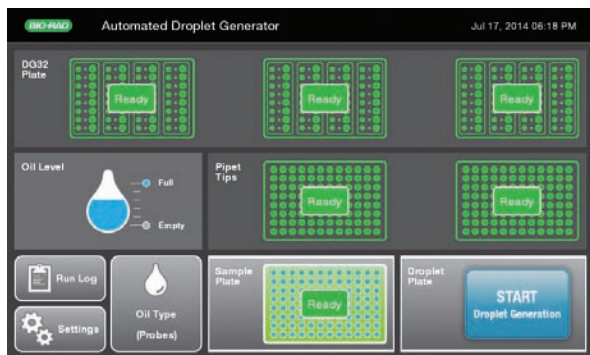 BIO-RAD Automated Droplet Generator Jul 17, 2014 06:18 PM
DG32
Plate
Ready Ready Ready
Oil Level
Full
Empty
Pipet
Tips
Ready Ready
Run Log
Settings
Oil Type
(Probes)
Sample
Plate
Ready
Droplet
Plate
START
Droplet Generation